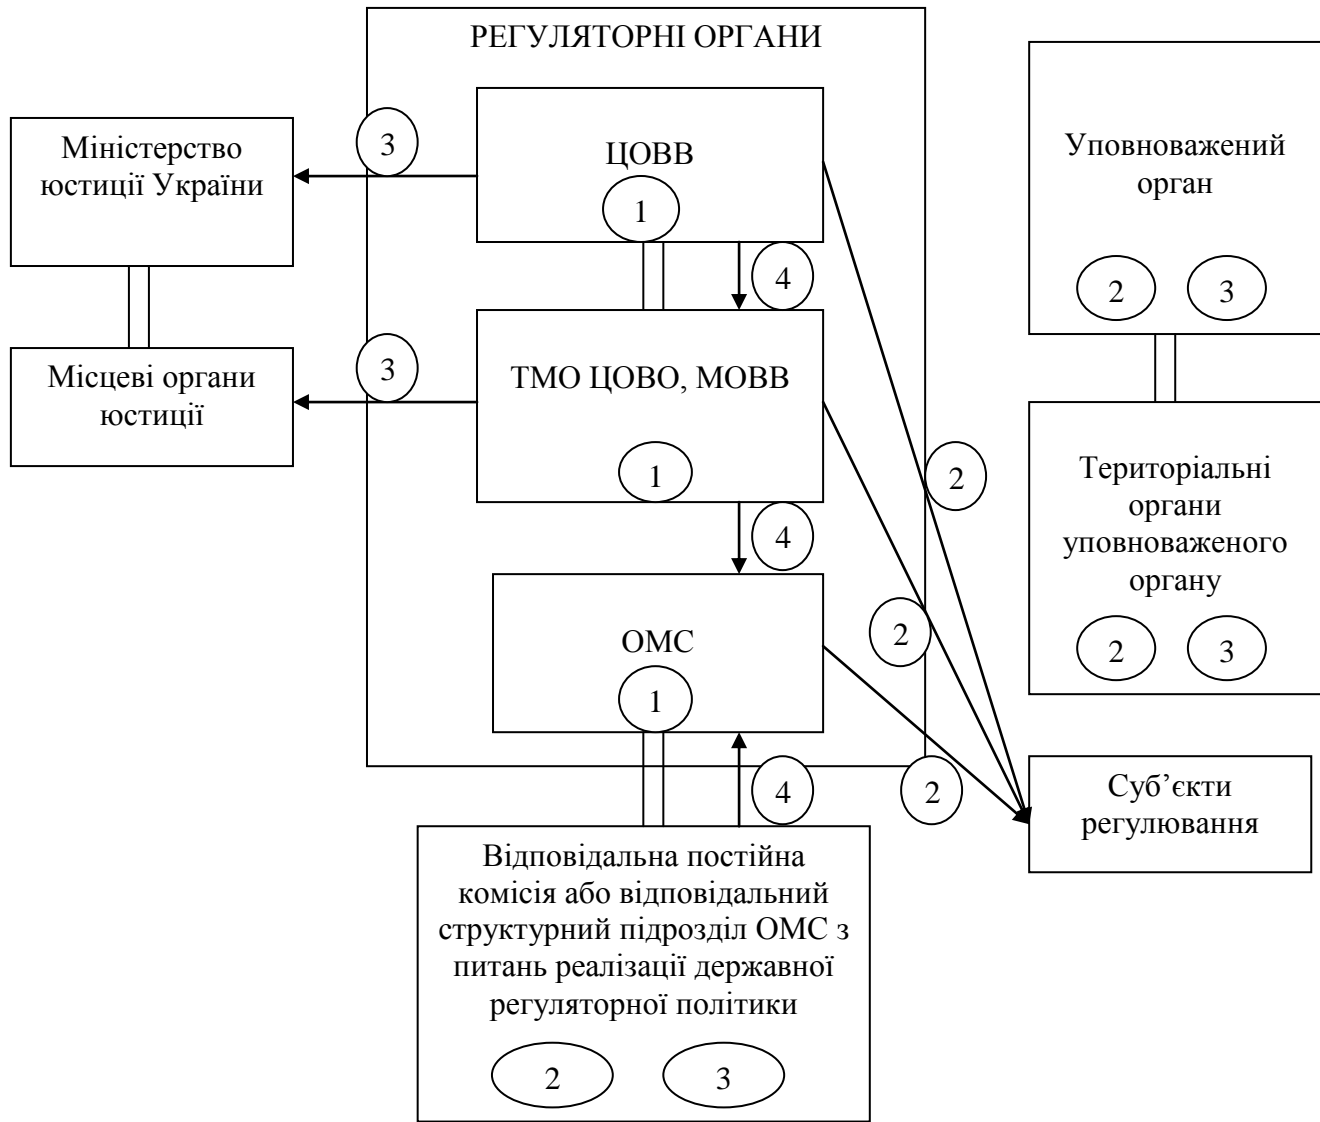 РЕГУЛЯТОРНІ ОРГАНИ
Міністерство
юстиції України
3
ЦОВВ
1
4
Уповноважений
орган
2 3
Місцеві органи
юстиції
3
ТМО ЦОВО, МОВВ
1
4
2
Територіальні
органи
уповноваженого
органу
2 3
ОМС
1
2
4
2
Суб’єкти
регулювання
Відповідальна постійна
комісія або відповідальний
структурний підрозділ ОМС з
питань реалізації державної
регуляторної політики
2 3